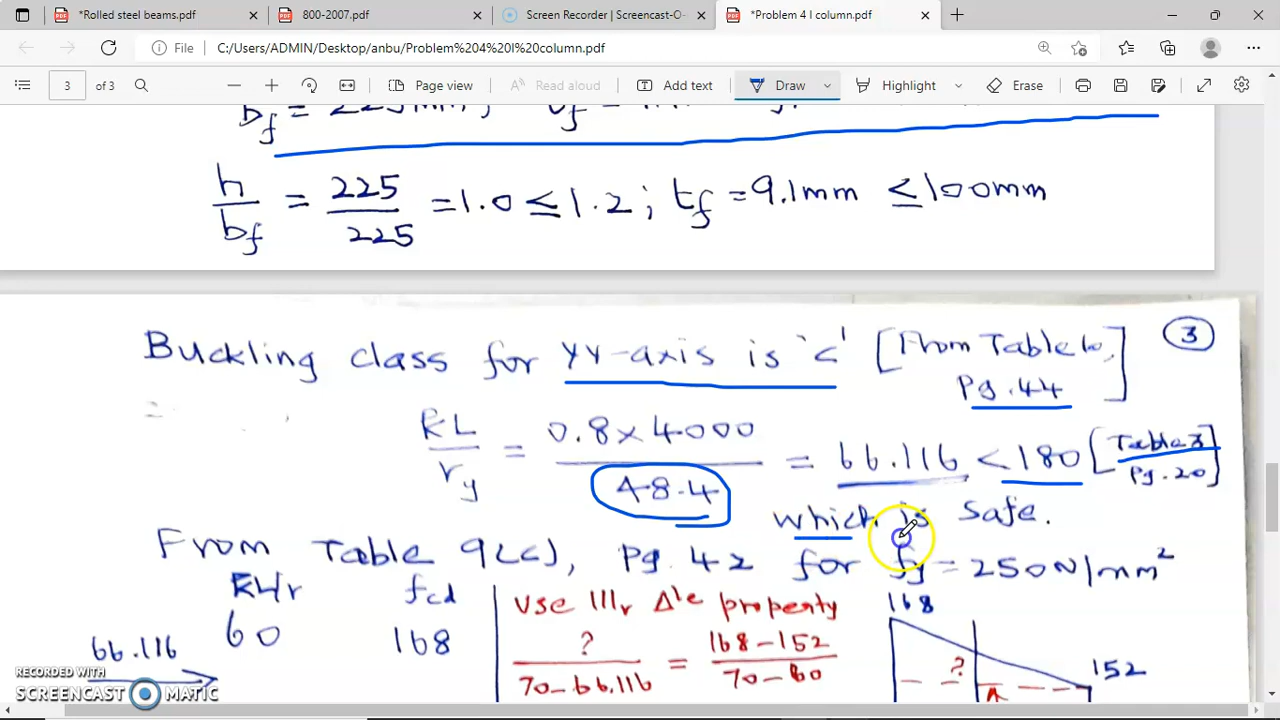 *Rolled steel beams.pdf
800-2007.pdf
Screen Recorder | Screencast-O-
*Problem 4 I column.pdf
File
C:/Users/ADMIN/Desktop/anbu/Problem%204%20I%20column.pdf
3 of 3
Page view
Read aloud
Add text
Draw
Highlight
Erase
bf = 225mm,
h/bf = 225/225 = 1.0 ≤ 1.2 ; tf = 9.1mm ≤ 100mm
3
Buckling class for YY-axis is 'c' [From Table 10, Pg. 44]
KL/ry = 0.8 x 4000/48.4 = 66.116 < 180 [Table 3/Pg. 20]
which is safe.
From Table 9(c), Pg. 42 for fy = 250N/mm²
KL/r fcd
60 168
66.116
Use IIIr Δle property
?/70-66.116 = 168-152/70-60
168
?
152
RECORDED WITH
SCREENCAST MATIC